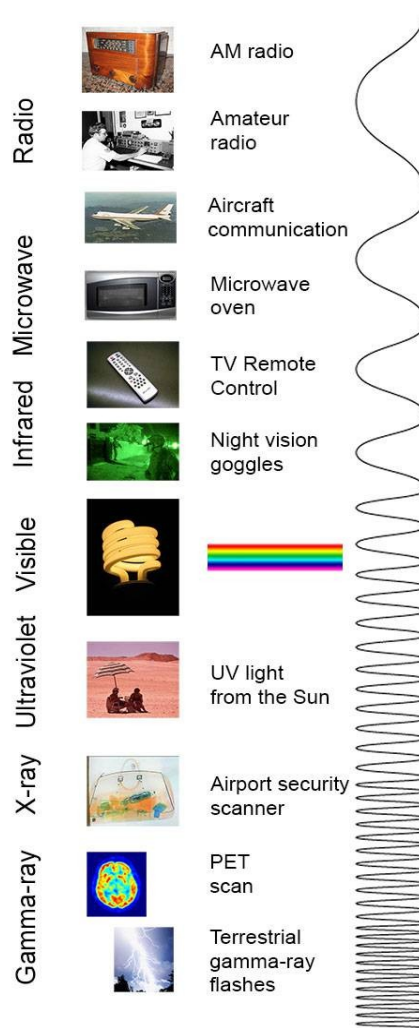 Radio
AM radio
Amateur
radio
Microwave
Aircraft
communication
Microwave
oven
Infrared
TV Remote
Control
Night vision
goggles
Visible
Ultraviolet
UV light
from the Sun
X-ray
Airport security
scanner
Gamma-ray
PET
scan
Terrestrial
gamma-ray
flashes